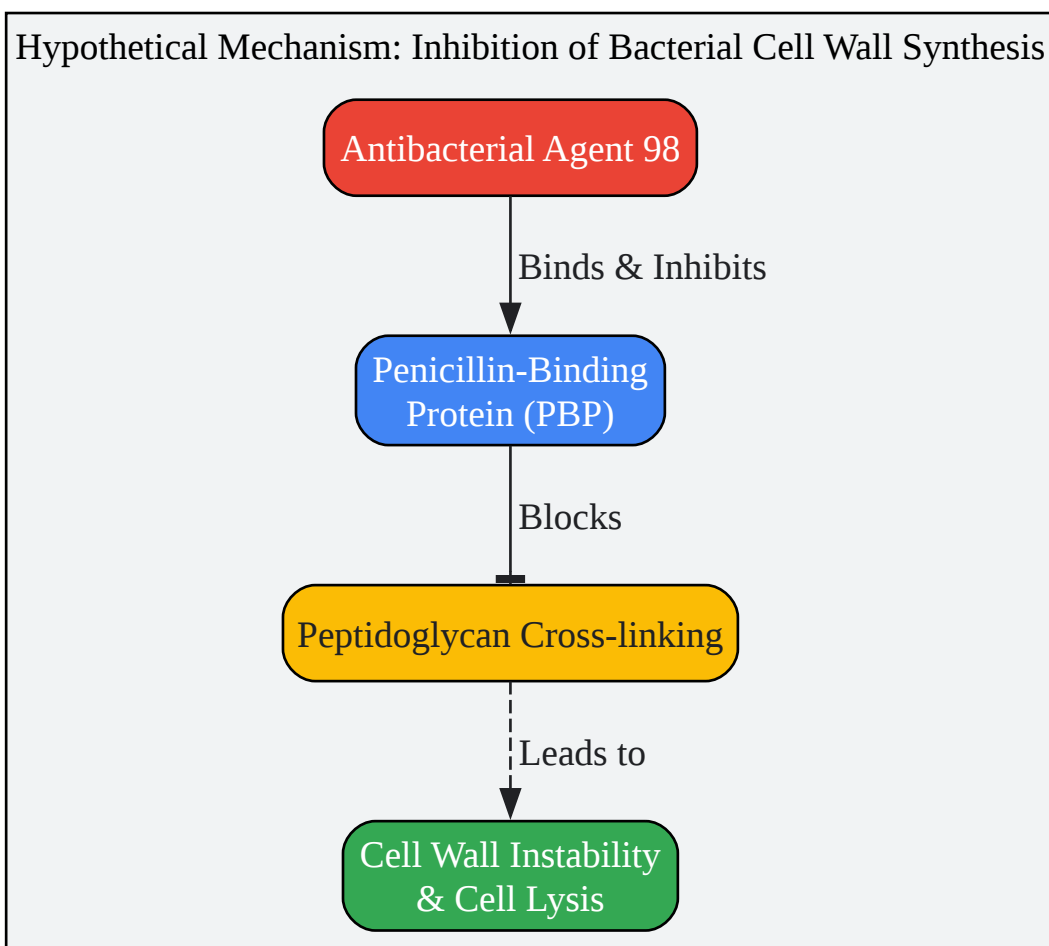 Hypothetical Mechanism: Inhibition of Bacterial Cell Wall Synthesis
Antibacterial Agent 98
Binds & Inhibits
Penicillin-Binding
Protein (PBP)
Blocks
Peptidoglycan Cross-linking
Leads to
Cell Wall Instability
& Cell Lysis